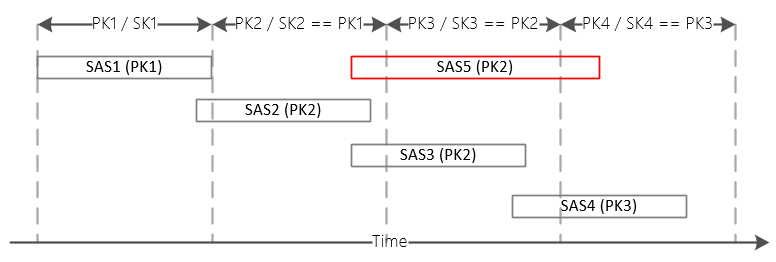 PK1 / SK1
PK2 / SK2 == PK1
PK3 / SK3 == PK2
PK4 / SK4 == PK3
SAS1 (PK1)
SAS5 (PK2)
SAS2 (PK2)
SAS3 (PK2)
SAS4 (PK3)
Time